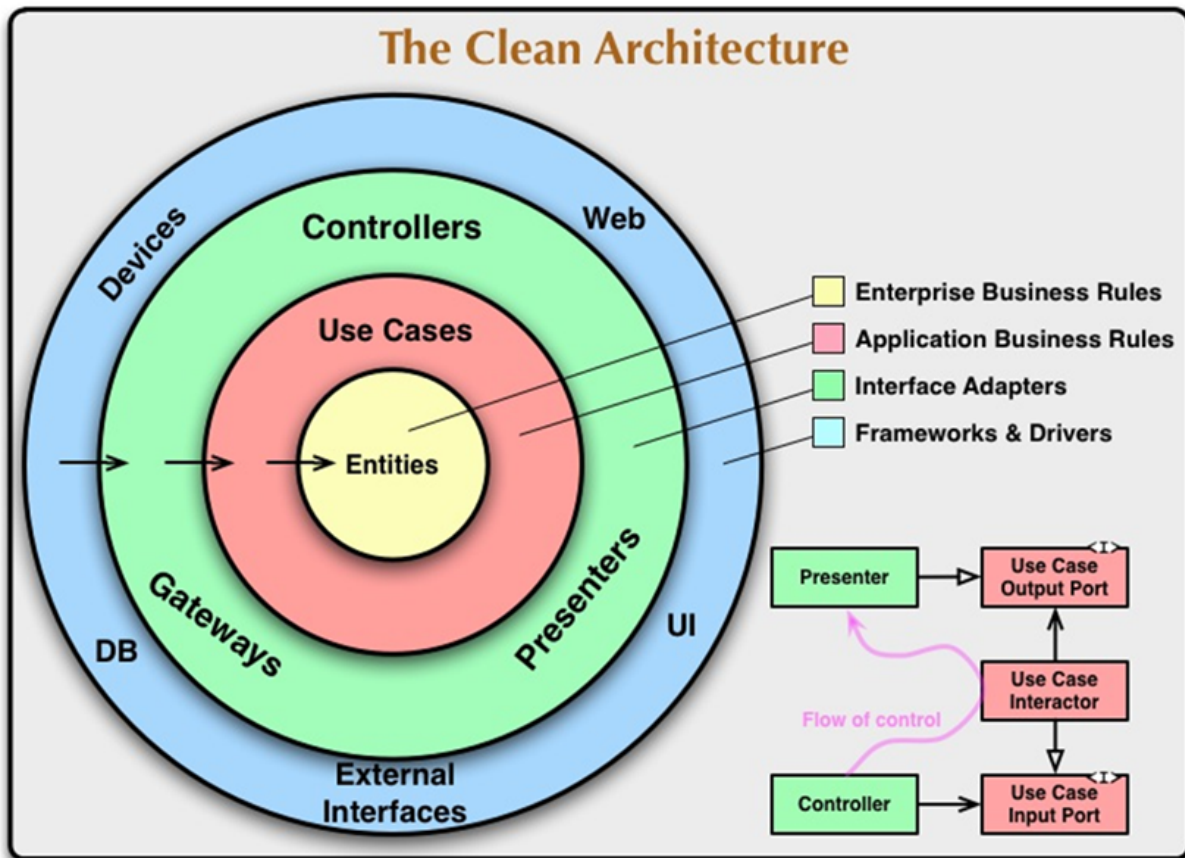 The Clean Architecture
Devices
Web
Controllers
Use Cases
Entities
Gateways
Presenters
DB
UI
External
Interfaces
Enterprise Business Rules
Application Business Rules
Interface Adapters
Frameworks & Drivers
Presenter
<I>
Use Case
Output Port
Use Case
Interactor
Flow of control
Controller
<I>
Use Case
Input Port